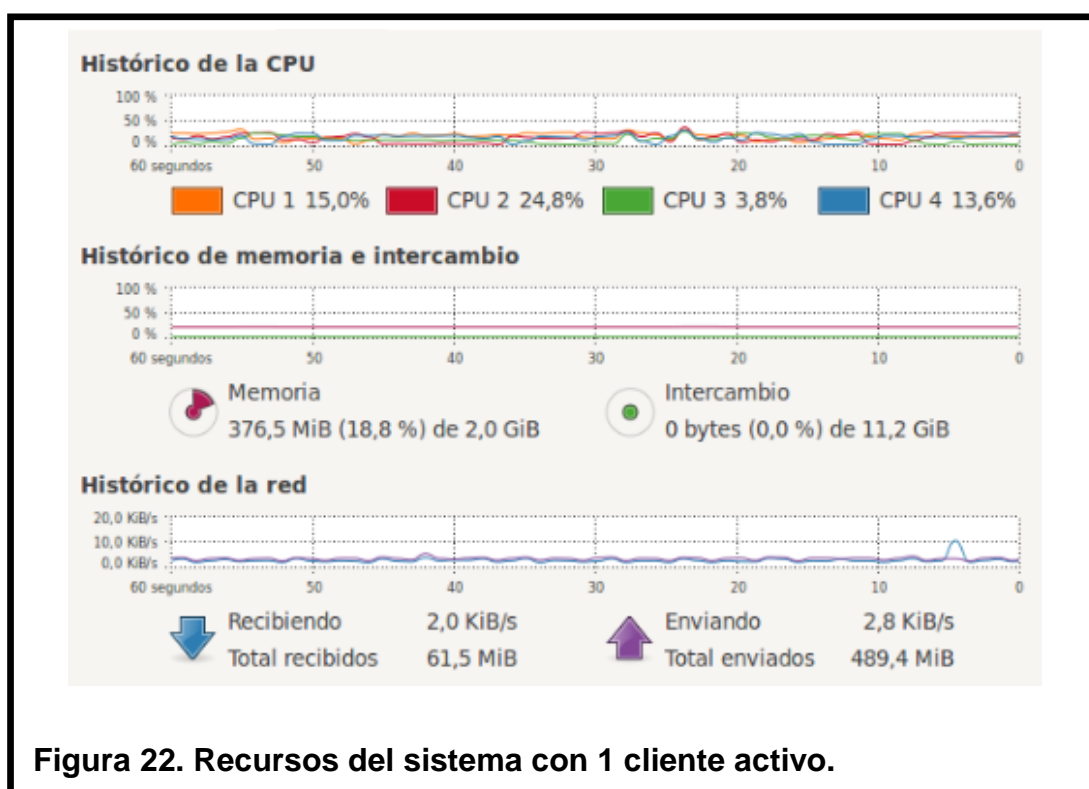 Histórico de la CPU
100 %
50 %
0 %
60 segundos 50 40 30 20 10 0
CPU 1 15,0% CPU 2 24,8% CPU 3 3,8% CPU 4 13,6%
Histórico de memoria e intercambio
100 %
50 %
0 %
60 segundos 50 40 30 20 10 0
Memoria Intercambio
376,5 MiB (18,8 %) de 2,0 GiB 0 bytes (0,0 %) de 11,2 GiB
Histórico de la red
20,0 KiB/s
10,0 KiB/s
0,0 KiB/s
60 segundos 50 40 30 20 10 0
Recibiendo 2,0 KiB/s Enviando 2,8 KiB/s
Total recibidos 61,5 MiB Total enviados 489,4 MiB
Figura 22. Recursos del sistema con 1 cliente activo.